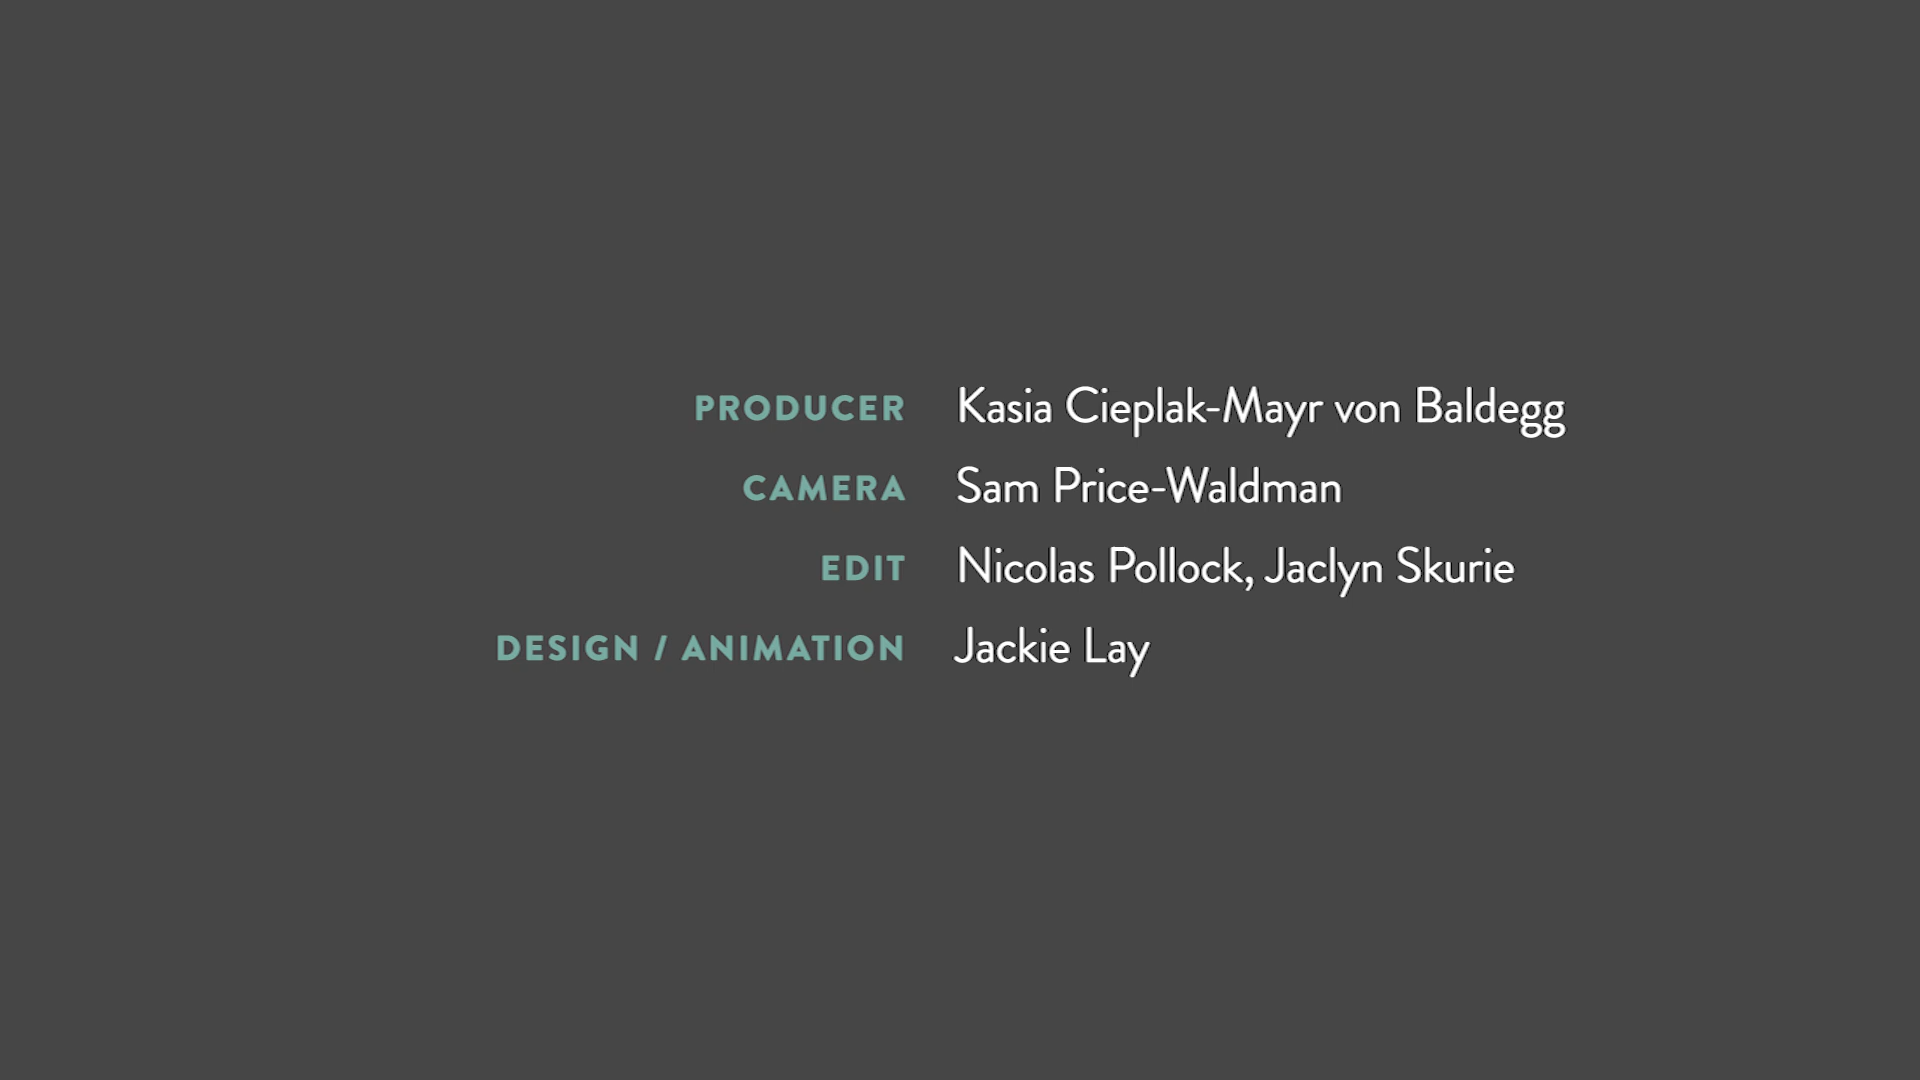 PRODUCER Kasia Cieplak-Mayr von Baldegg
CAMERA Sam Price-Waldman
EDIT Nicolas Pollock, Jaclyn Skurie
DESIGN / ANIMATION Jackie Lay